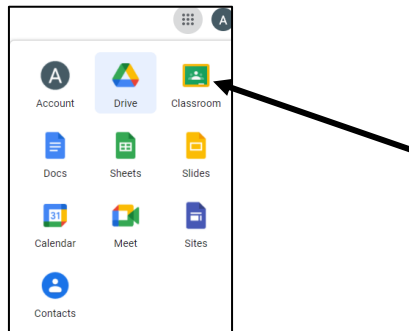 A
A
Account Drive Classroom
Docs Sheets Slides
31
Calendar Meet Sites
Contacts